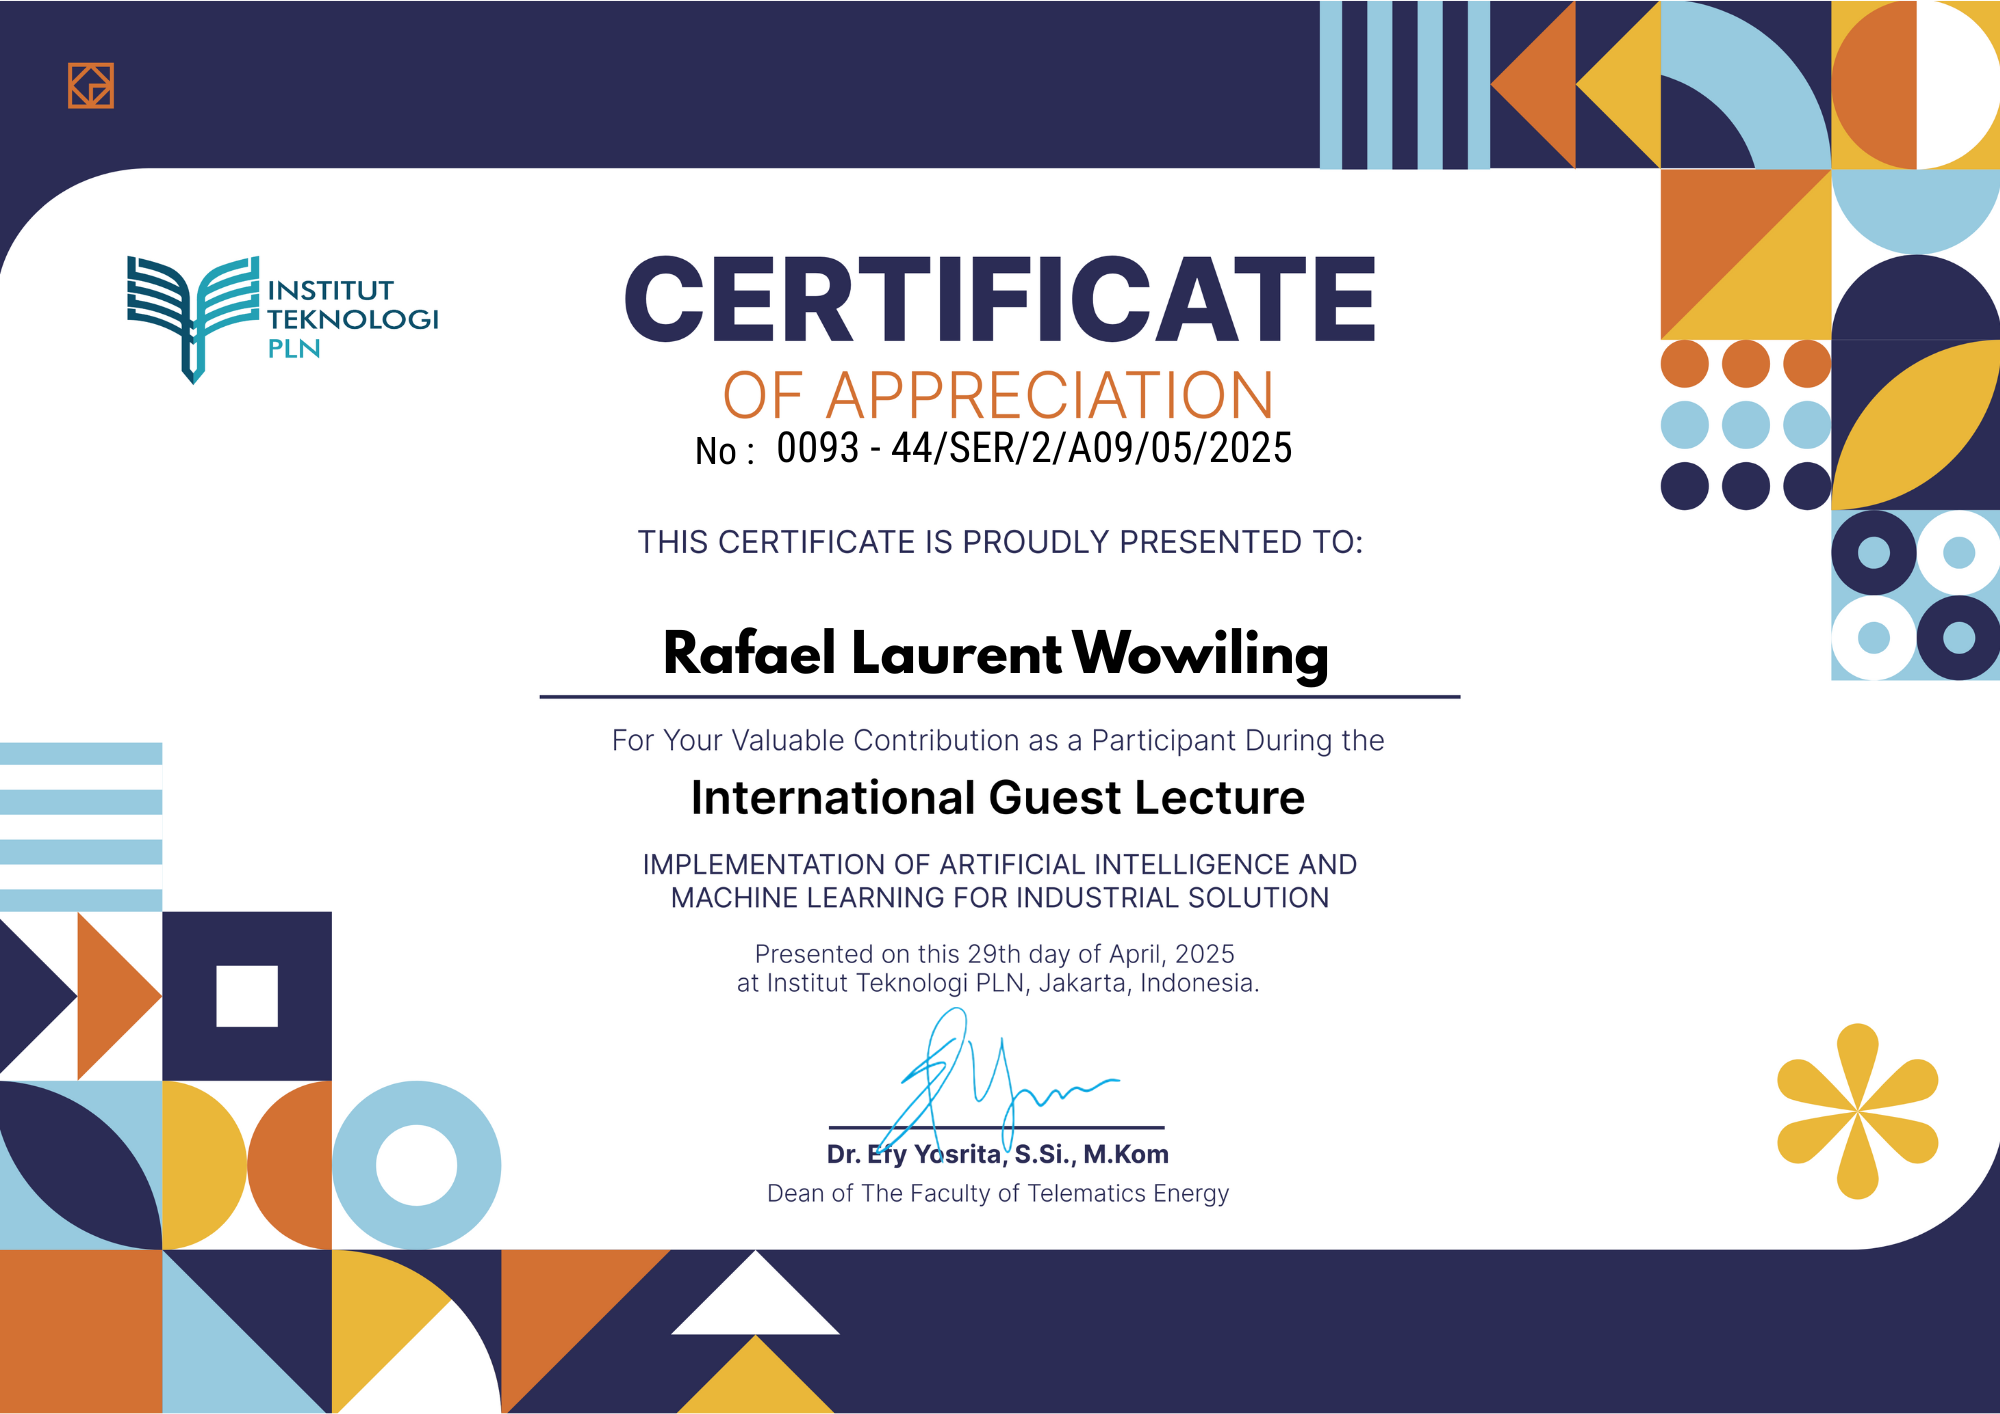 INSTITUT
TEKNOLOGI
PLN
CERTIFICATE
OF APPRECIATION
No : 0093 - 44/SER/2/A09/05/2025
THIS CERTIFICATE IS PROUDLY PRESENTED TO:
Rafael Laurent Wowiling
For Your Valuable Contribution as a Participant During the
International Guest Lecture
IMPLEMENTATION OF ARTIFICIAL INTELLIGENCE AND
MACHINE LEARNING FOR INDUSTRIAL SOLUTION
Presented on this 29th day of April, 2025
at Institut Teknologi PLN, Jakarta, Indonesia.
Dr. Efy Yosrita, S.Si., M.Kom
Dean of The Faculty of Telematics Energy